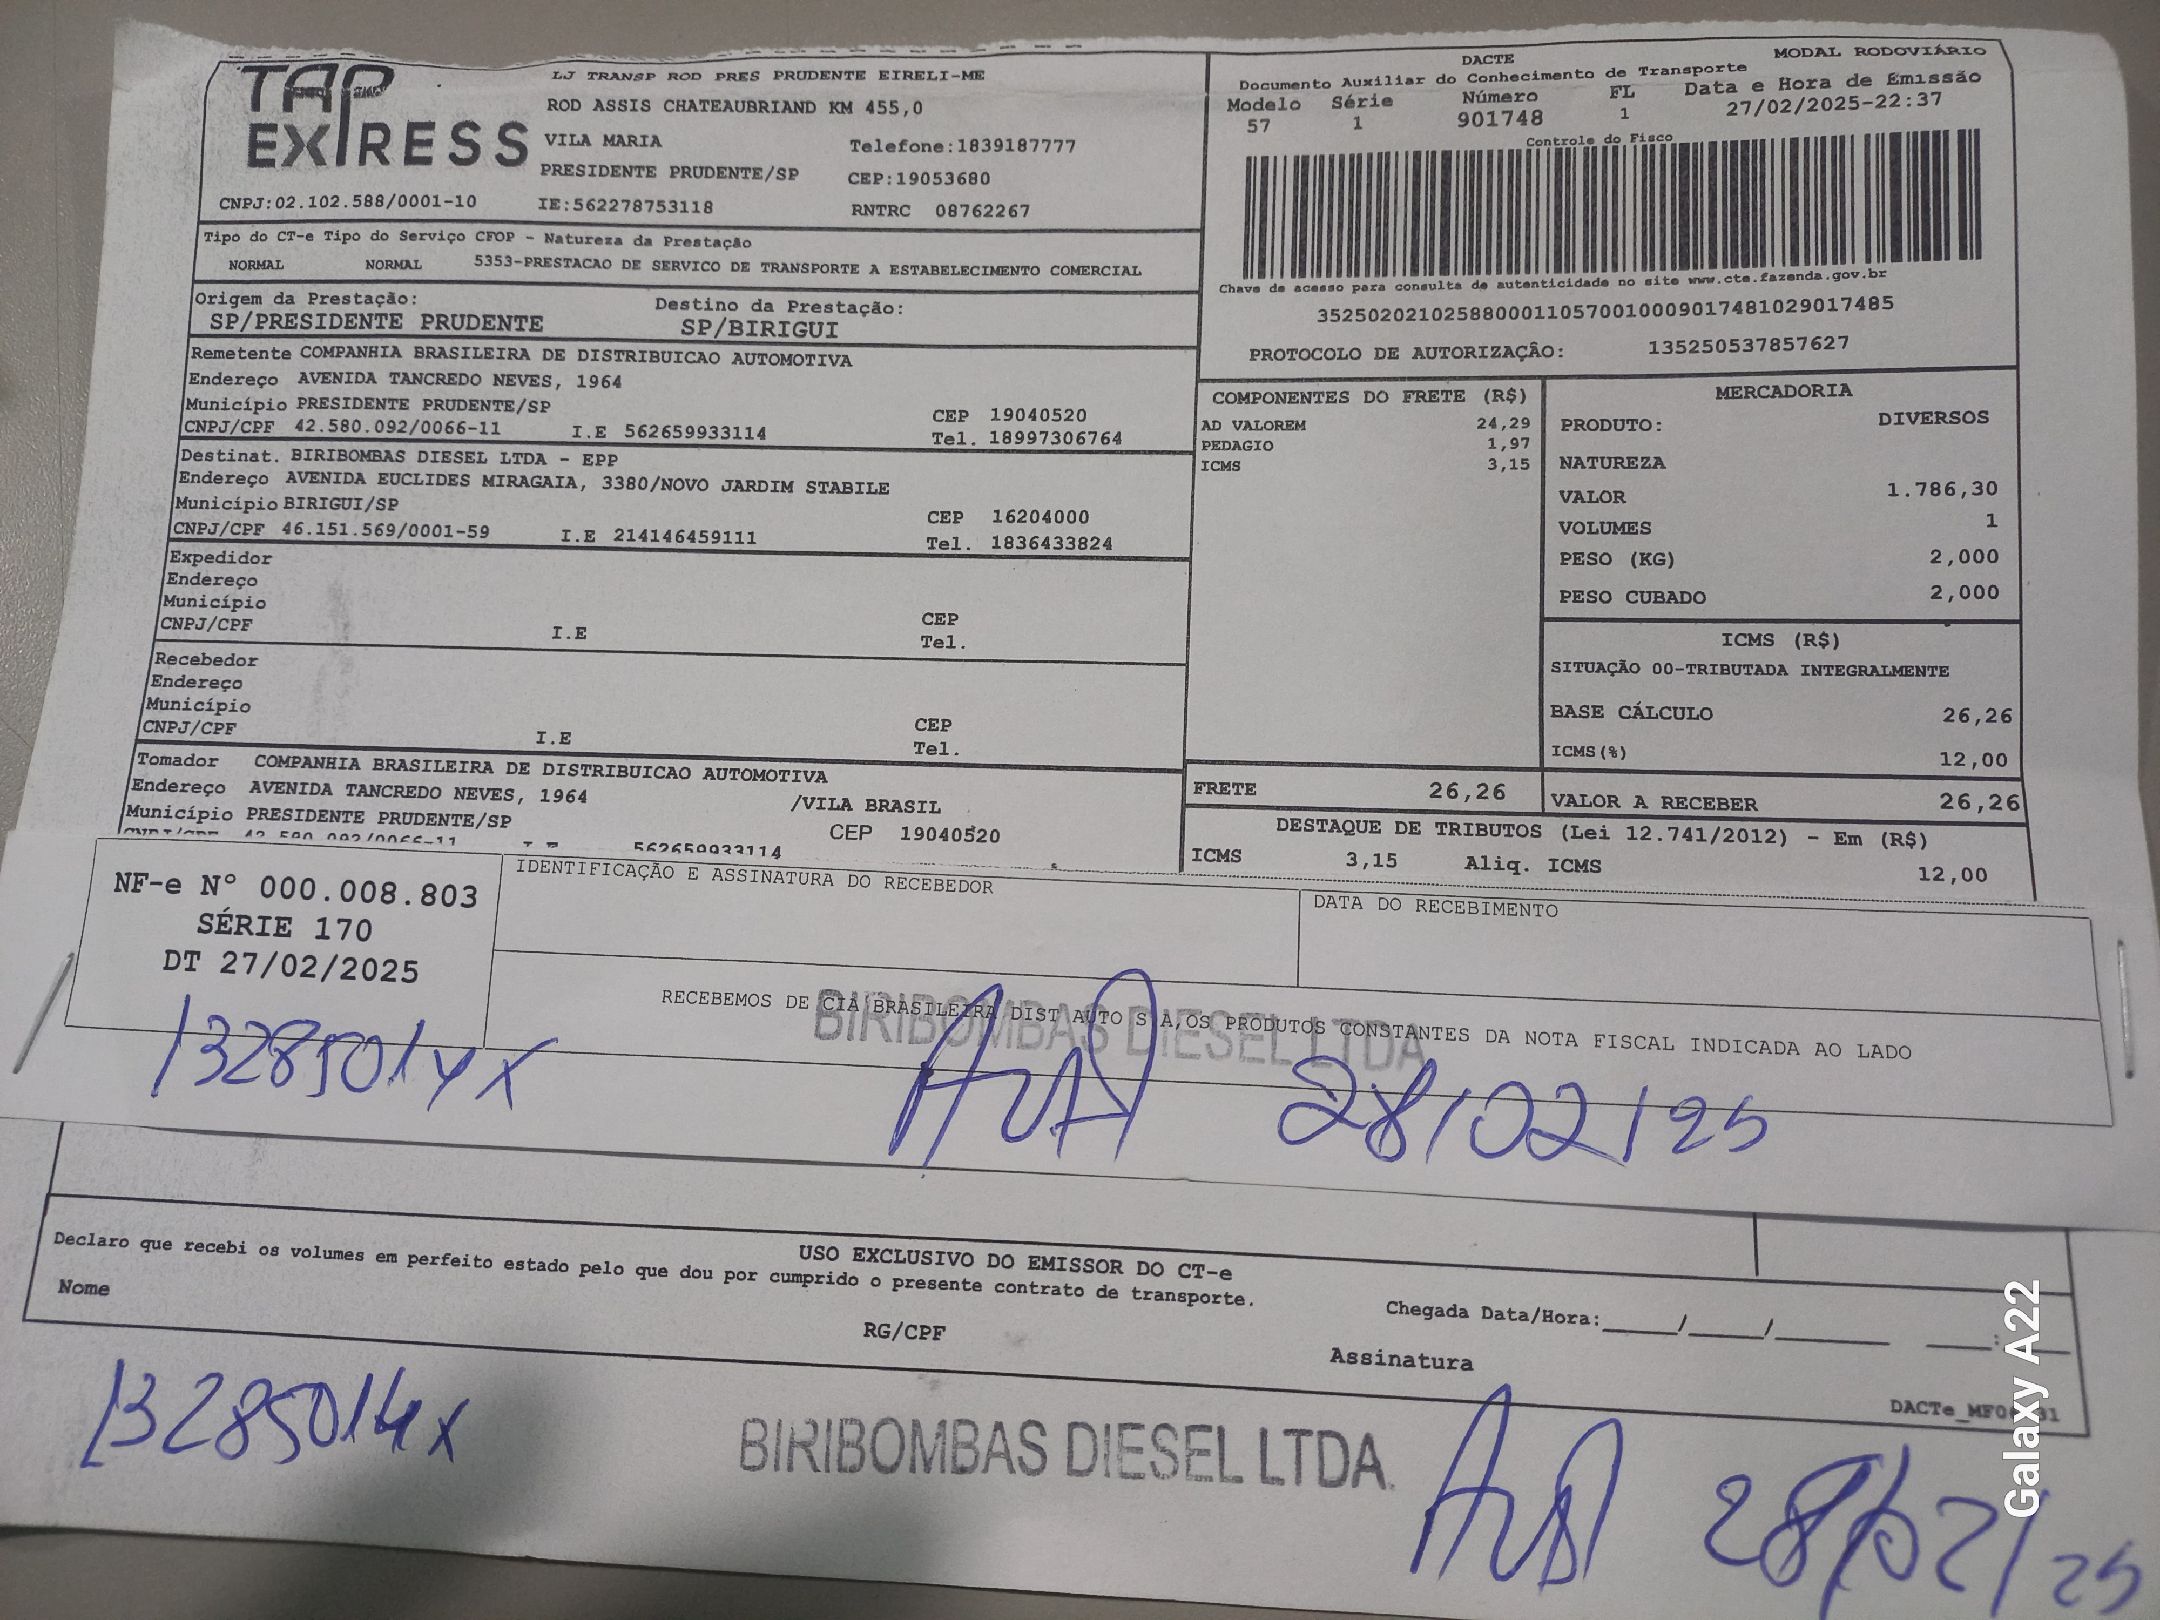 TAP EXPRESS
LJ TRANSP ROD PRES PRUDENTE EIRELI-ME
ROD ASSIS CHATEAUBRIAND KM 455,0
VILA MARIA Telefone:1839187777
PRESIDENTE PRUDENTE/SP CEP:19053680
CNPJ:02.102.588/0001-10 IE:562278753118 RNTRC 08762267
DACTE MODAL RODOVIÁRIO
Documento Auxiliar do Conhecimento de Transporte
Modelo Série Número FL Data e Hora de Emissão
57 1 901748 1 27/02/2025-22:37
Controle do Fisco
Chave de acesso para consulta de autenticidade no site www.cte.fazenda.gov.br
35250202102588000110570010009017481029017485
PROTOCOLO DE AUTORIZAÇÃO: 135250537857627
Tipo do CT-e Tipo do Serviço CFOP - Natureza da Prestação
NORMAL NORMAL 5353-PRESTACAO DE SERVICO DE TRANSPORTE A ESTABELECIMENTO COMERCIAL
Origem da Prestação: Destino da Prestação:
SP/PRESIDENTE PRUDENTE SP/BIRIGUI
Remetente COMPANHIA BRASILEIRA DE DISTRIBUICAO AUTOMOTIVA
Endereço AVENIDA TANCREDO NEVES, 1964
Município PRESIDENTE PRUDENTE/SP CEP 19040520
CNPJ/CPF 42.580.092/0066-11 I.E 562659933114 Tel. 18997306764
Destinat. BIRIBOMBAS DIESEL LTDA - EPP
Endereço AVENIDA EUCLIDES MIRAGAIA, 3380/NOVO JARDIM STABILE
Município BIRIGUI/SP CEP 16204000
CNPJ/CPF 46.151.569/0001-59 I.E 214146459111 Tel. 1836433824
Expedidor
Endereço
Município CEP
CNPJ/CPF I.E Tel.
Recebedor
Endereço
Município CEP
CNPJ/CPF I.E Tel.
Tomador COMPANHIA BRASILEIRA DE DISTRIBUICAO AUTOMOTIVA
Endereço AVENIDA TANCREDO NEVES, 1964 /VILA BRASIL
Município PRESIDENTE PRUDENTE/SP CEP 19040520
CNPJ/CPF 42.580.092/0066-11 I.E 562659933114
COMPONENTES DO FRETE (R$)
AD VALOREM 24,29
PEDAGIO 1,97
ICMS 3,15
MERCADORIA
PRODUTO: DIVERSOS
NATUREZA
VALOR 1.786,30
VOLUMES 1
PESO (KG) 2,000
PESO CUBADO 2,000
ICMS (R$)
SITUAÇÃO 00-TRIBUTADA INTEGRALMENTE
BASE CÁLCULO 26,26
ICMS(%) 12,00
FRETE 26,26 VALOR A RECEBER 26,26
DESTAQUE DE TRIBUTOS (Lei 12.741/2012) - Em (R$)
ICMS 3,15 Aliq. ICMS 12,00
NF-e N° 000.008.803
SÉRIE 170
DT 27/02/2025
IDENTIFICAÇÃO E ASSINATURA DO RECEBEDOR
DATA DO RECEBIMENTO
RECEBEMOS DE CIA BRASILEIRA DIST AUTO S A,OS PRODUTOS CONSTANTES DA NOTA FISCAL INDICADA AO LADO
BIRIBOMBAS DIESEL LTDA
13285014x 28/02/25
USO EXCLUSIVO DO EMISSOR DO CT-e
Declaro que recebi os volumes em perfeito estado pelo que dou por cumprido o presente contrato de transporte.
Nome RG/CPF Assinatura Chegada Data/Hora:_____/_____/_______ ____:____
13285014x BIRIBOMBAS DIESEL LTDA. 28/02/25
Galaxy A22